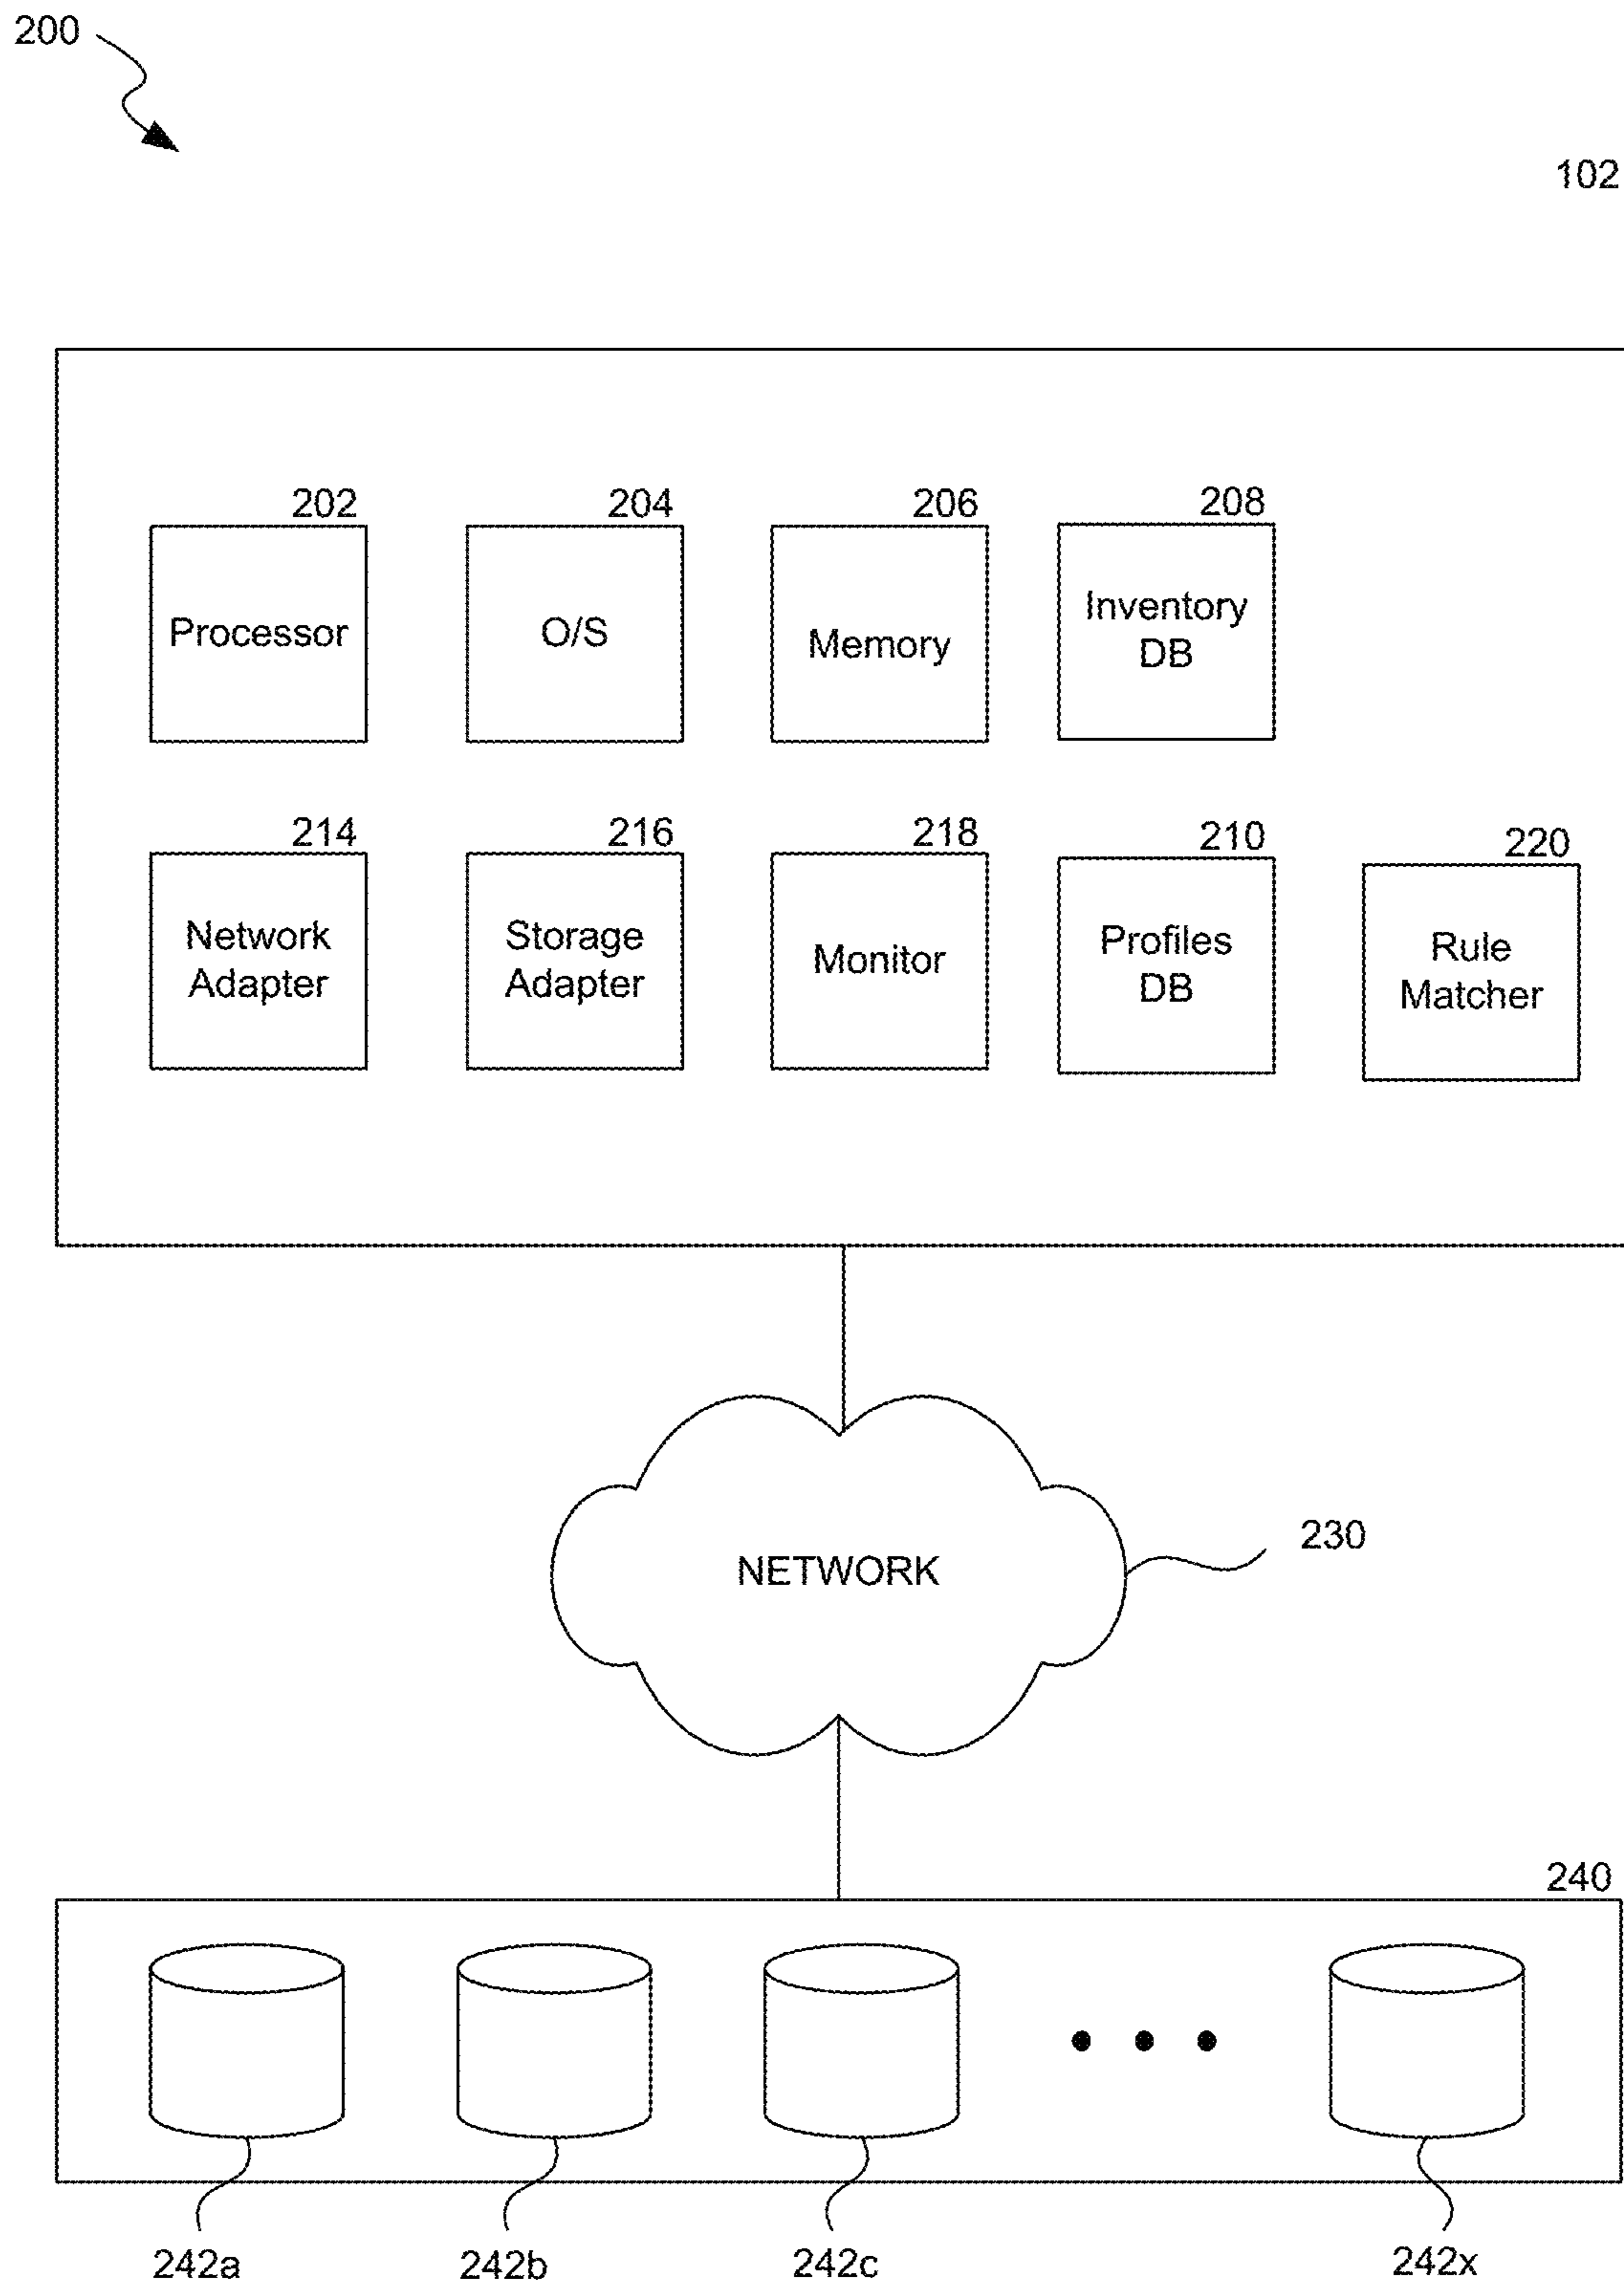 200
102
202
204
206
208
Processor
O/S
Memory
Inventory
DB
214
216
218
210
220
Network
Adapter
Storage
Adapter
Monitor
Profiles
DB
Rule
Matcher
NETWORK
230
240
242a
242b
242c
242x